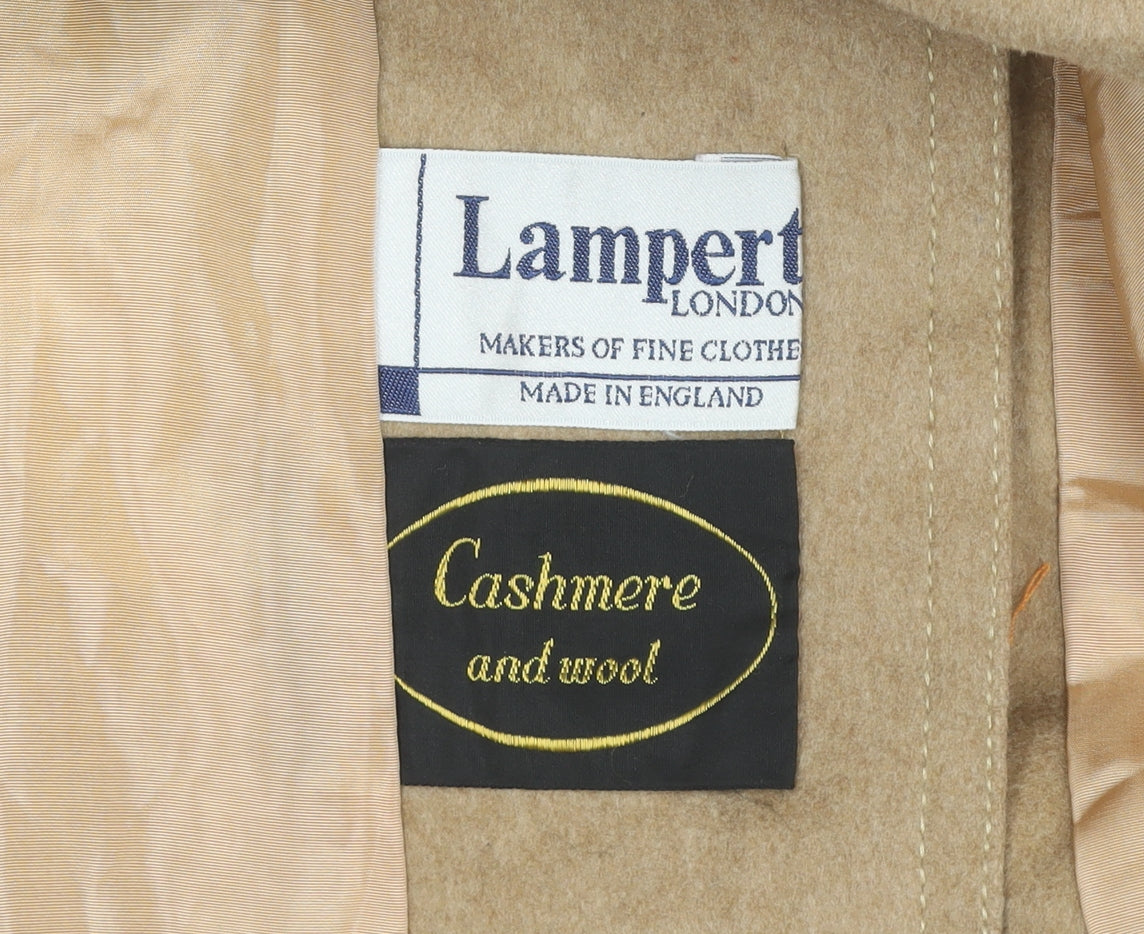 Lampert
LONDON
MAKERS OF FINE CLOTHE
MADE IN ENGLAND
Cashmere
and wool